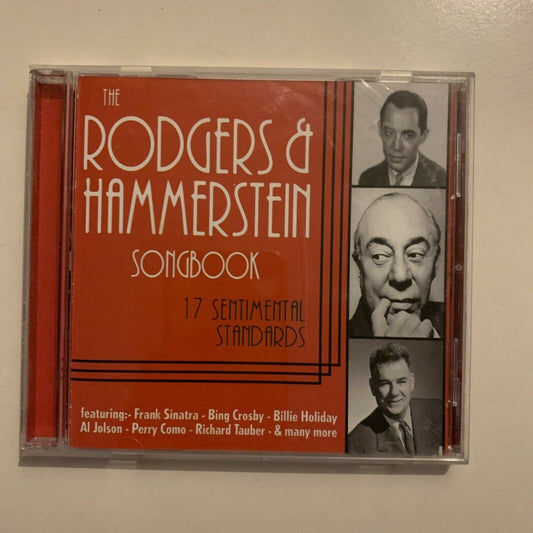 THE
RODGERS &
HAMMERSTEIN
SONGBOOK
17 SENTIMENTAL
STANDARDS
featuring:- Frank Sinatra - Bing Crosby - Billie Holiday
Al Jolson - Perry Como - Richard Tauber - & many more